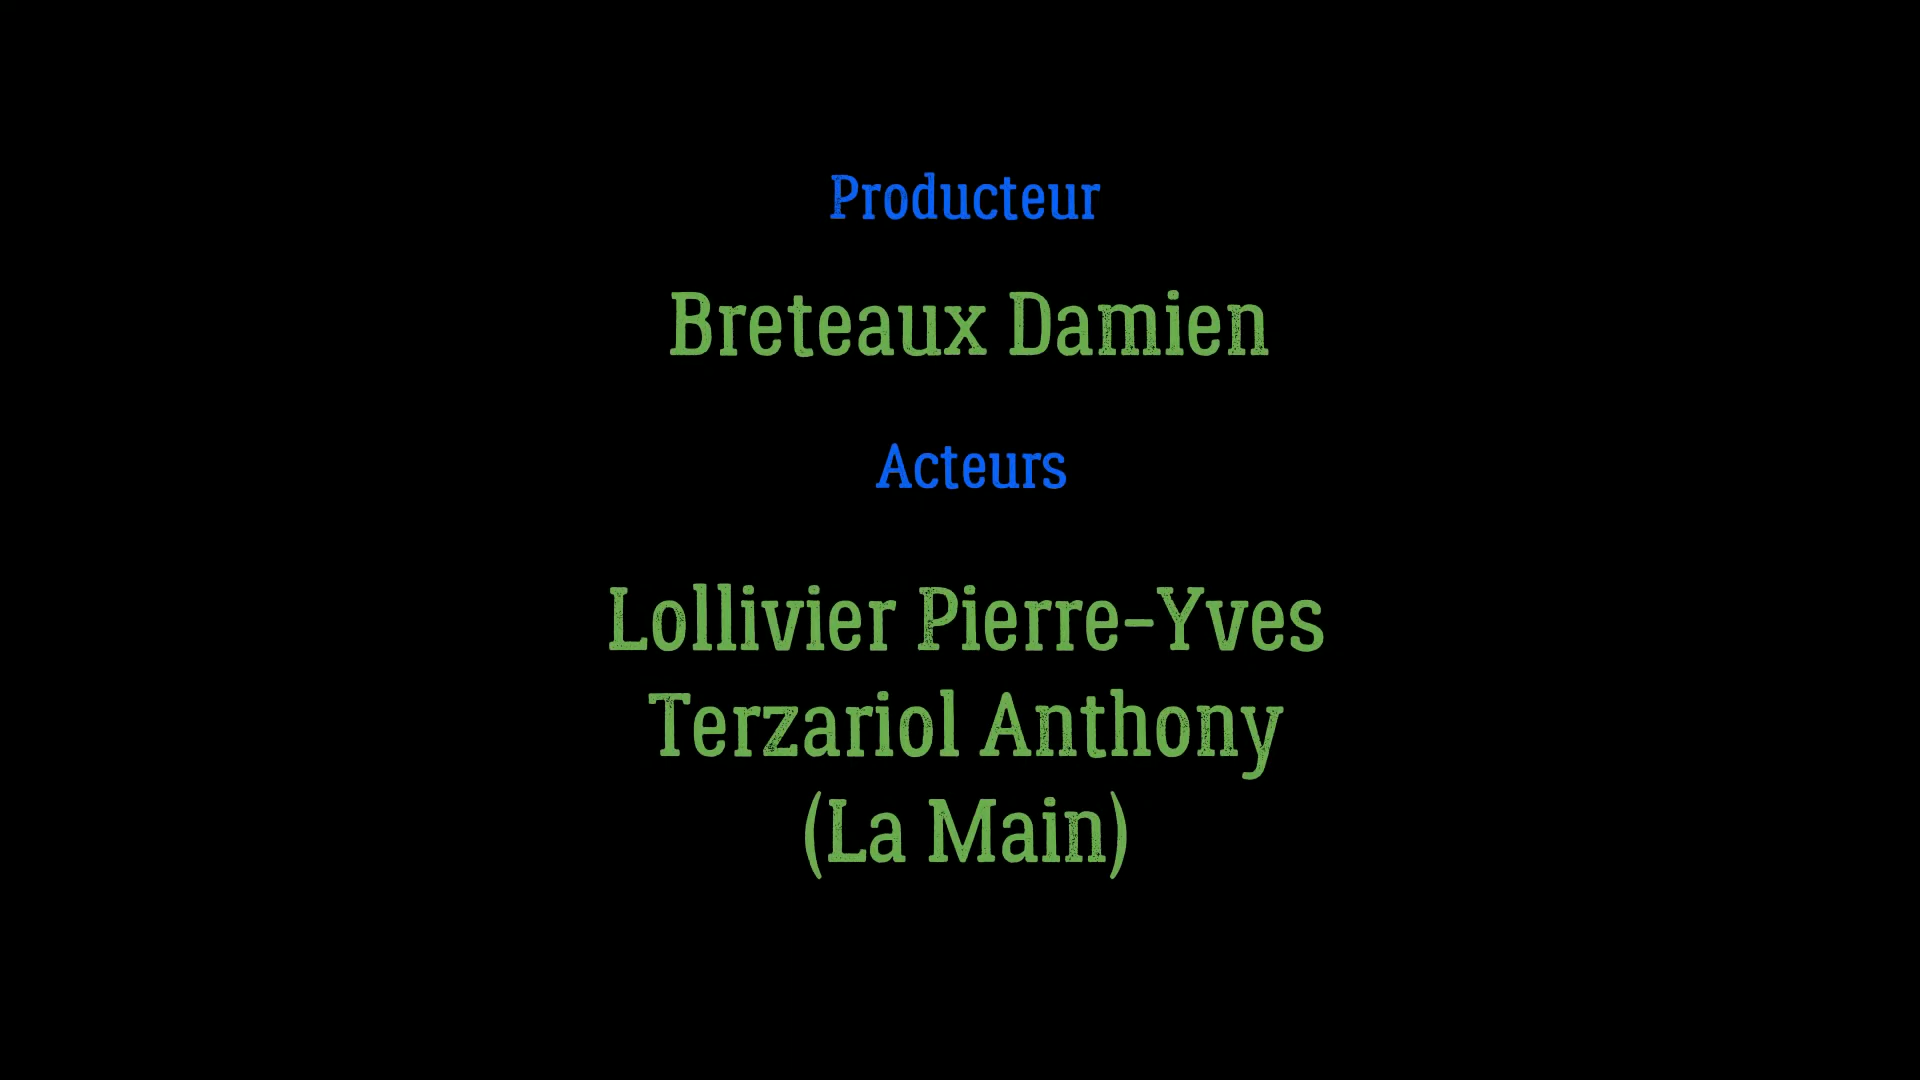 Producteur
Breteaux Damien
Acteurs
Lollivier Pierre-Yves
Terzariol Anthony
(La Main)